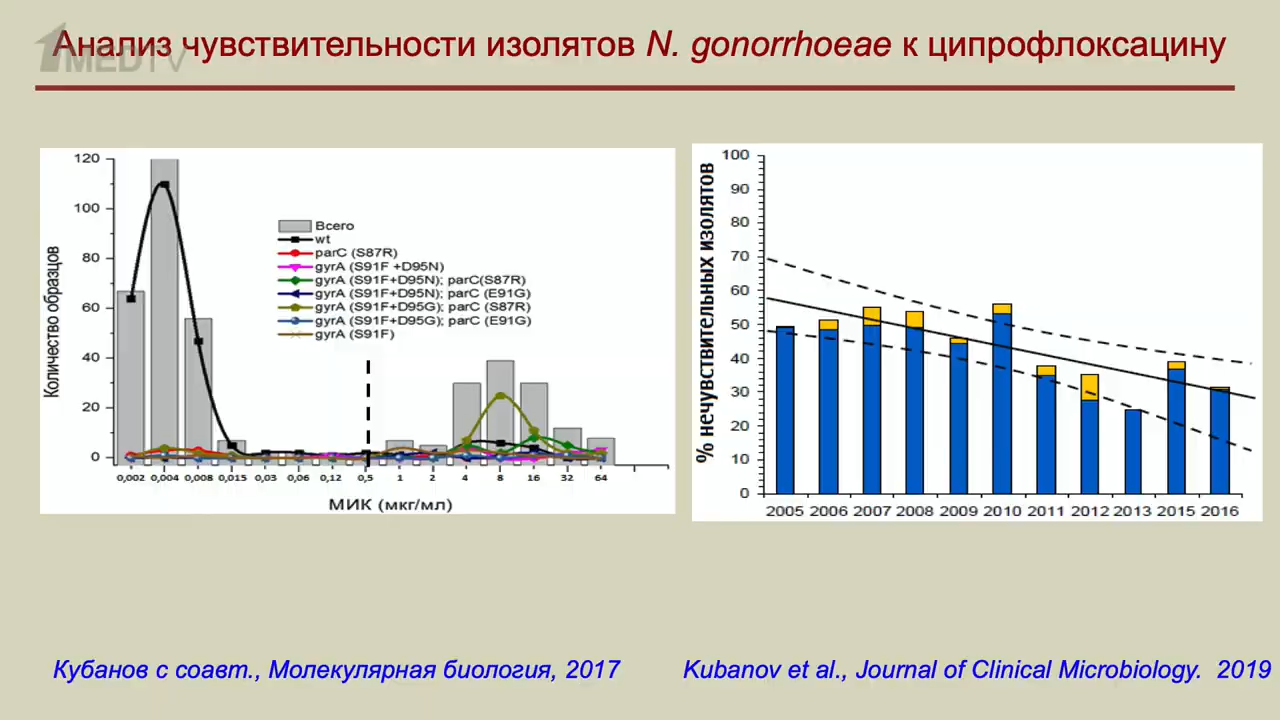 Анализ чувствительности изолятов N. gonorrhoeae к ципрофлоксацину
1MEDTV
Количество образцов
120
100
80
60
40
20
0
Всего
wt
parC (S87R)
gyrA (S91F +D95N)
gyrA (S91F+D95N); parC(S87R)
gyrA (S91F+D95N); parC (E91G)
gyrA (S91F+D95G); parC (S87R)
gyrA (S91F+D95G); parC (E91G)
gyrA (S91F)
0,002 0,004 0,008 0,015 0,03 0,06 0,12 0,5 1 2 4 8 16 32 64
МИК (мкг/мл)
% нечувствительных изолятов
100
90
80
70
60
50
40
30
20
10
0
2005 2006 2007 2008 2009 2010 2011 2012 2013 2015 2016
Кубанов с соавт., Молекулярная биология, 2017
Kubanov et al., Journal of Clinical Microbiology. 2019